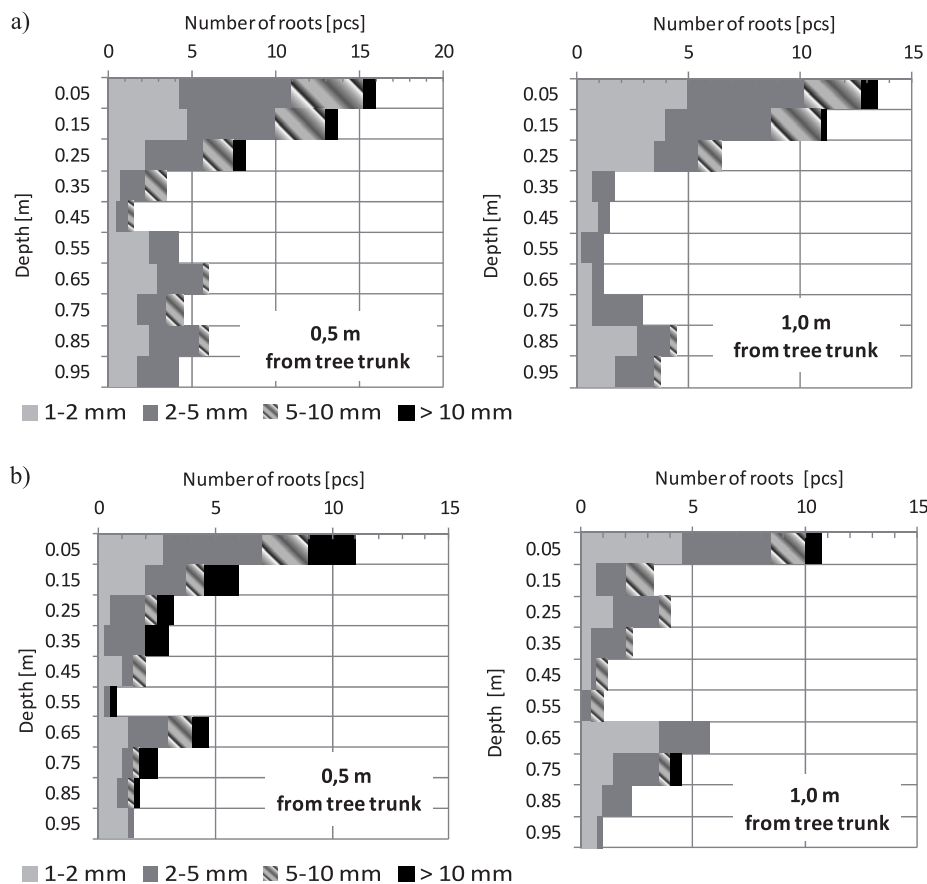 a)
Number of roots [pcs]
0 5 10 15 20
Depth [m]
0.05
0.15
0.25
0.35
0.45
0.55
0.65
0.75
0.85
0.95
0,5 m
from tree trunk
Number of roots [pcs]
0 5 10 15
Depth [m]
0.05
0.15
0.25
0.35
0.45
0.55
0.65
0.75
0.85
0.95
1,0 m
from tree trunk
1-2 mm 2-5 mm 5-10 mm > 10 mm
b)
Number of roots [pcs]
0 5 10 15
Depth [m]
0.05
0.15
0.25
0.35
0.45
0.55
0.65
0.75
0.85
0.95
0,5 m
from tree trunk
Number of roots [pcs]
0 5 10 15
Depth [m]
0.05
0.15
0.25
0.35
0.45
0.55
0.65
0.75
0.85
0.95
1,0 m
from tree trunk
1-2 mm 2-5 mm 5-10 mm > 10 mm